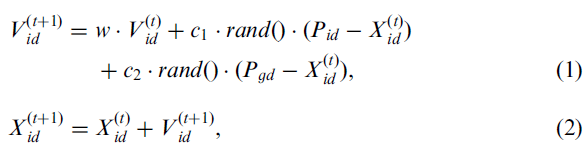 V_{id}^{(t+1)} = w · V_{id}^{(t)} + c_1 · rand() · (P_{id} − X_{id}^{(t)})
+ c_2 · rand() · (P_{gd} − X_{id}^{(t)}), (1)
X_{id}^{(t+1)} = X_{id}^{(t)} + V_{id}^{(t+1)}, (2)